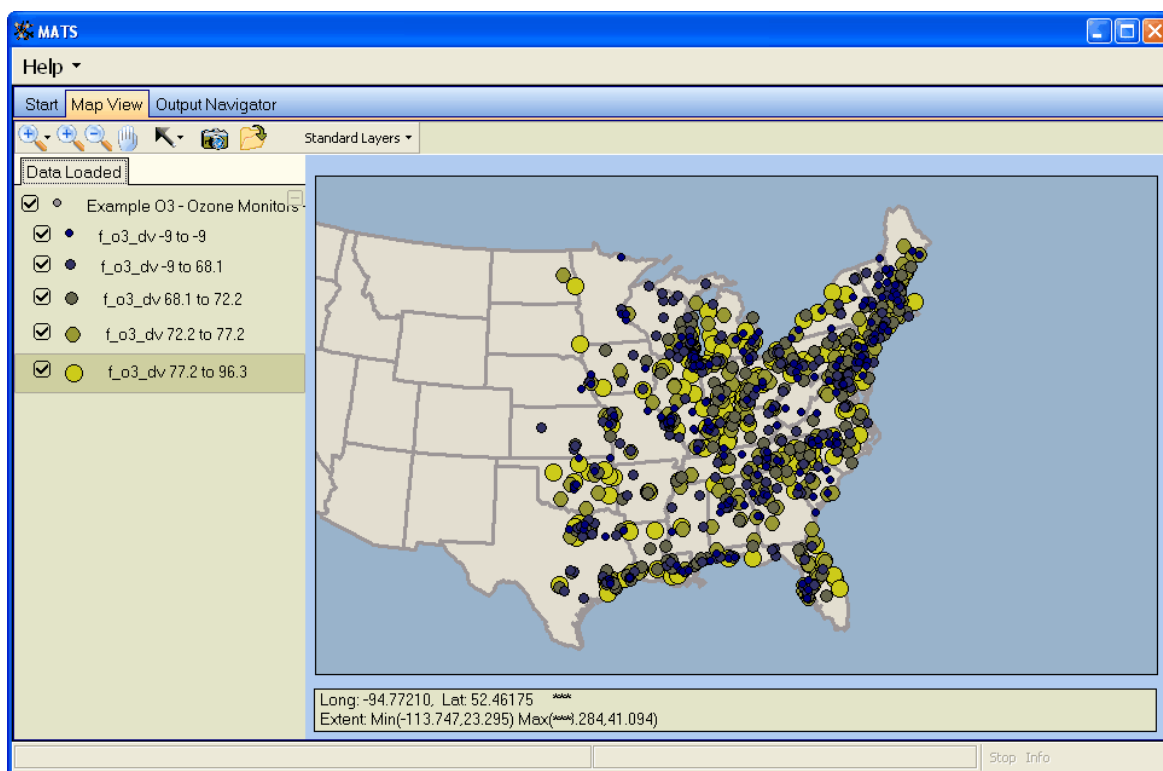 MATS
Help
Start Map View Output Navigator
Standard Layers
Data Loaded
Example O3 - Ozone Monitors -
f_o3_dv -9 to -9
f_o3_dv -9 to 68.1
f_o3_dv 68.1 to 72.2
f_o3_dv 72.2 to 77.2
f_o3_dv 77.2 to 96.3
Long: -94.77210, Lat: 52.46175 ***
Extent: Min(-113.747,23.295) Max(***).284,41.094)
Stop Info